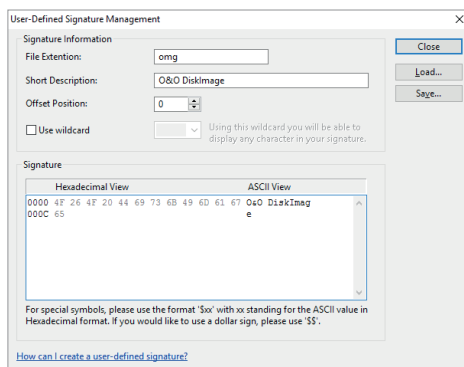 User-Defined Signature Management
Signature Information
File Extention:
omg
Short Description:
O&O DiskImage
Offset Position:
0
Use wildcard
Using this wildcard you will be able to
display any character in your signature.
Close
Load...
Save...
Signature
Hexadecimal View
ASCII View
0000 4F 26 4F 20 44 69 73 6B 49 6D 61 67 O&O DiskImag
000C 65 e
For special symbols, please use the format '$xx' with xx standing for the ASCII value in
Hexadecimal format. If you would like to use a dollar sign, please use '$$'.
How can I create a user-defined signature?